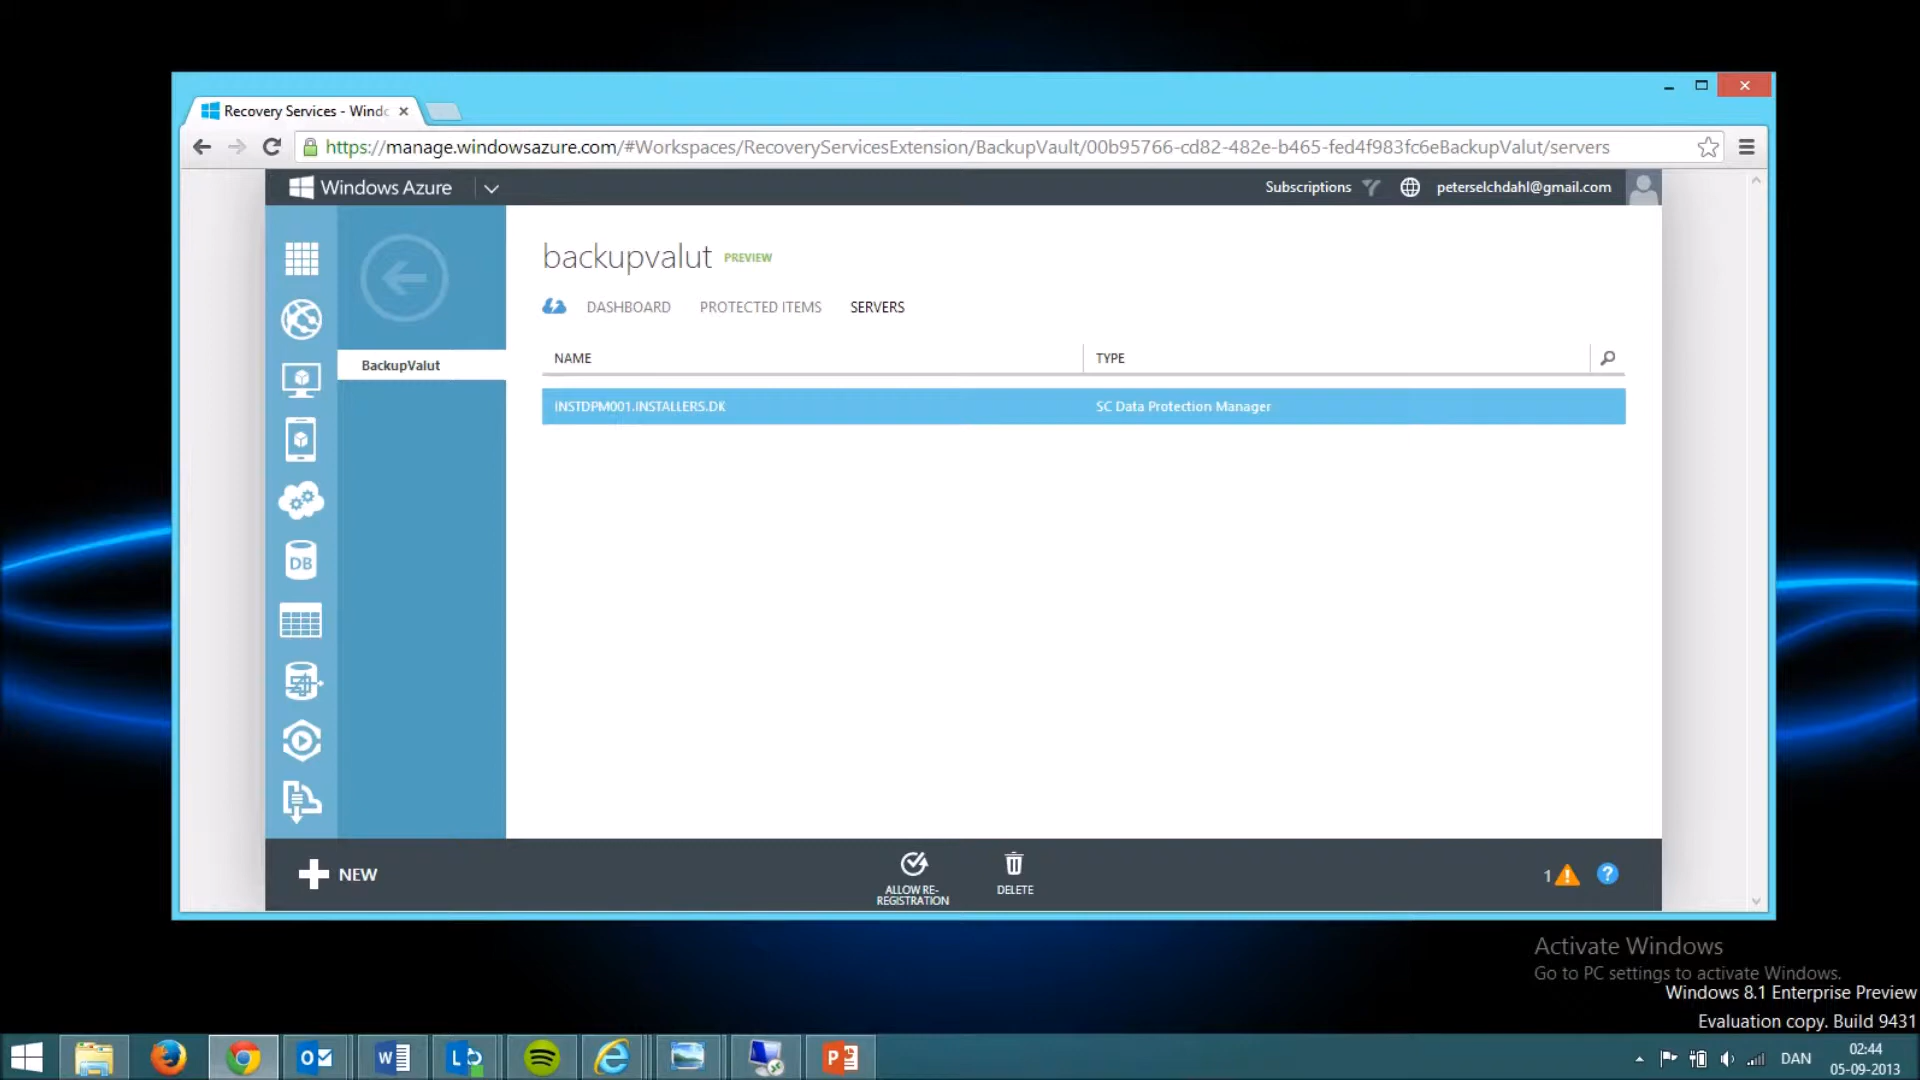 Recovery Services - Windo
https://manage.windowsazure.com/#Workspaces/RecoveryServicesExtension/BackupVault/00b95766-cd82-482e-b465-fed4f983fc6eBackupValut/servers
Windows Azure
Subscriptions
peterselchdahl@gmail.com
backupvalut PREVIEW
DASHBOARD PROTECTED ITEMS SERVERS
BackupValut
NAME TYPE
INSTDPM001.INSTALLERS.DK SC Data Protection Manager
DB
NEW
ALLOW RE-
REGISTRATION
DELETE
1
?
Activate Windows
Go to PC settings to activate Windows.
Windows 8.1 Enterprise Preview
Evaluation copy. Build 9431
DAN
02:44
05-09-2013